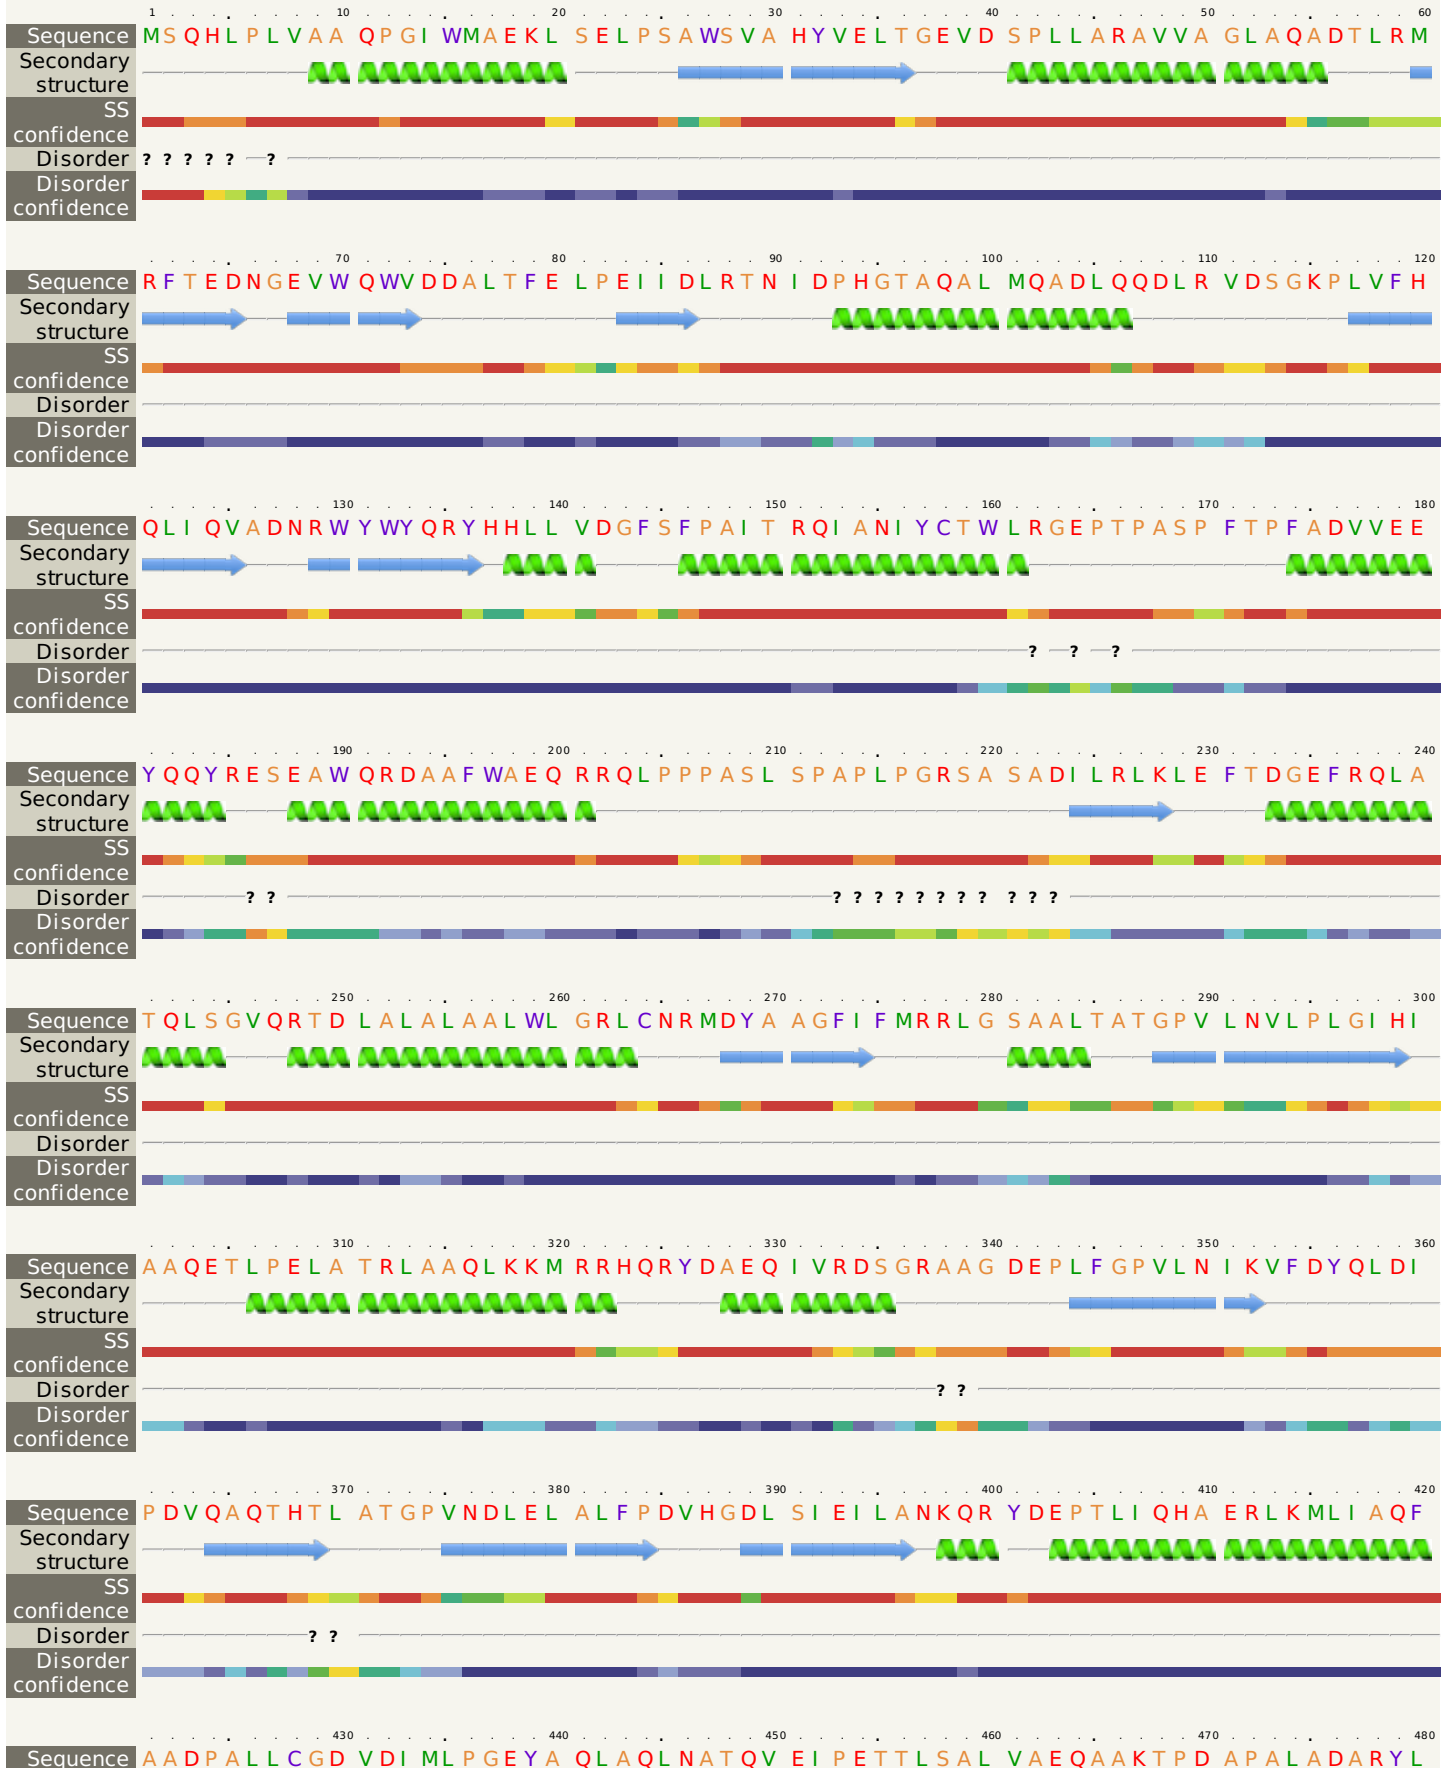 1 10 20 30 40 50 60
Sequence MSQHLPLVAA QPGIWMAEKL SELPSAWSVA HYVELTGEVD SPLLARAVVA GLAQADTLRM
Secondary
structure
SS
confidence
Disorder ? ? ? ? ? ?
Disorder
confidence
70 80 90 100 110 120
Sequence RFTEDNGEVW QWVDDALTFE LPEIIDLRTN IDPHGTAQAL MQADLQQDLR VDSGKPLVFH
Secondary
structure
SS
confidence
Disorder
Disorder
confidence
130 140 150 160 170 180
Sequence QLIQVADNRW YWYQRYHHLL VDGFSFPAIT RQIANIYCTW LRGEPTPASP FTPFADVVEE
Secondary
structure
SS
confidence
Disorder ? ? ?
Disorder
confidence
190 200 210 220 230 240
Sequence YQQYRESEAW QRDAAFWAEQ RRQLPPPASL SPAPLPGRSA SADILRLKLE FTDGEFRQLA
Secondary
structure
SS
confidence
Disorder ? ? ? ? ? ? ? ? ? ? ? ? ?
Disorder
confidence
250 260 270 280 290 300
Sequence TQLSGVQRTD LALALAALWL GRLCNRMDYA AGFIFMRRLG SAALTATGPV LNVLPLGIHI
Secondary
structure
SS
confidence
Disorder
Disorder
confidence
310 320 330 340 350 360
Sequence AAQETLPELA TRLAAQLKKM RRHQRYDAEQ IVRDSGRAAG DEPLFGPVLN IKVFDYQLDI
Secondary
structure
SS
confidence
Disorder ? ?
Disorder
confidence
370 380 390 400 410 420
Sequence PDVQAQTHTL ATGPVNDLEL ALFPDVHGDL SIEILANKQR YDEPTLIQHA ERLKMLIAQF
Secondary
structure
SS
confidence
Disorder ? ?
Disorder
confidence
430 440 450 460 470 480
Sequence AADPALLCGD VDIMLPGEYA QLAQLNATQV EIPETTLSAL VAEQAAKTPD APALADARYL